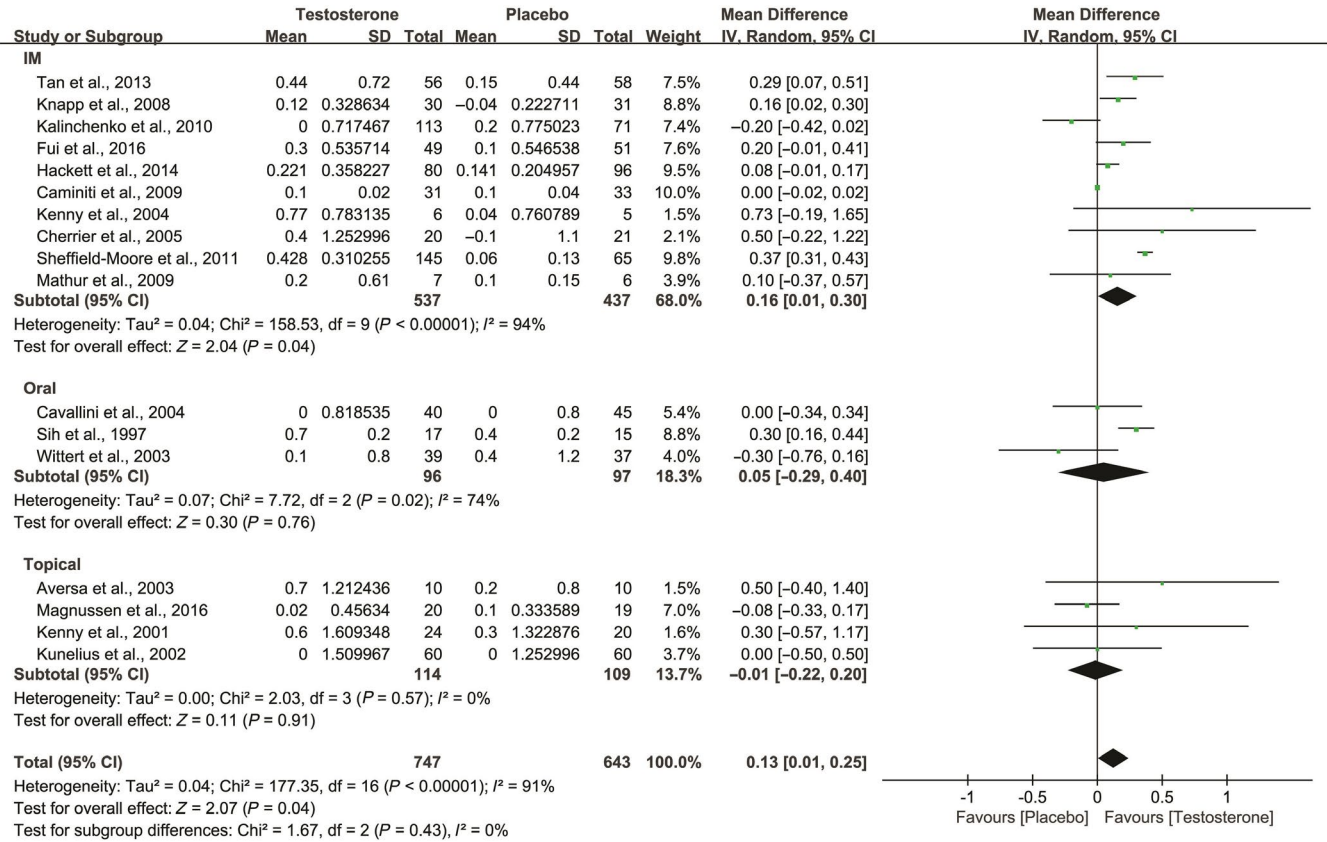 Testosterone Placebo Mean Difference Mean Difference
Study or Subgroup Mean SD Total Mean SD Total Weight IV, Random, 95% CI IV, Random, 95% CI
IM
Tan et al., 2013 0.44 0.72 56 0.15 0.44 58 7.5% 0.29 [0.07, 0.51]
Knapp et al., 2008 0.12 0.328634 30 –0.04 0.222711 31 8.8% 0.16 [0.02, 0.30]
Kalinchenko et al., 2010 0 0.717467 113 0.2 0.775023 71 7.4% –0.20 [–0.42, 0.02]
Fui et al., 2016 0.3 0.535714 49 0.1 0.546538 51 7.6% 0.20 [–0.01, 0.41]
Hackett et al., 2014 0.221 0.358227 80 0.141 0.204957 96 9.5% 0.08 [–0.01, 0.17]
Caminiti et al., 2009 0.1 0.02 31 0.1 0.04 33 10.0% 0.00 [–0.02, 0.02]
Kenny et al., 2004 0.77 0.783135 6 0.04 0.760789 5 1.5% 0.73 [–0.19, 1.65]
Cherrier et al., 2005 0.4 1.252996 20 –0.1 1.1 21 2.1% 0.50 [–0.22, 1.22]
Sheffield-Moore et al., 2011 0.428 0.310255 145 0.06 0.13 65 9.8% 0.37 [0.31, 0.43]
Mathur et al., 2009 0.2 0.61 7 0.1 0.15 6 3.9% 0.10 [–0.37, 0.57]
Subtotal (95% CI) 537 437 68.0% 0.16 [0.01, 0.30]
Heterogeneity: Tau² = 0.04; Chi² = 158.53, df = 9 (P < 0.00001); I² = 94%
Test for overall effect: Z = 2.04 (P = 0.04)
Oral
Cavallini et al., 2004 0 0.818535 40 0 0.8 45 5.4% 0.00 [–0.34, 0.34]
Sih et al., 1997 0.7 0.2 17 0.4 0.2 15 8.8% 0.30 [0.16, 0.44]
Wittert et al., 2003 0.1 0.8 39 0.4 1.2 37 4.0% –0.30 [–0.76, 0.16]
Subtotal (95% CI) 96 97 18.3% 0.05 [–0.29, 0.40]
Heterogeneity: Tau² = 0.07; Chi² = 7.72, df = 2 (P = 0.02); I² = 74%
Test for overall effect: Z = 0.30 (P = 0.76)
Topical
Aversa et al., 2003 0.7 1.212436 10 0.2 0.8 10 1.5% 0.50 [–0.40, 1.40]
Magnussen et al., 2016 0.02 0.45634 20 0.1 0.333589 19 7.0% –0.08 [–0.33, 0.17]
Kenny et al., 2001 0.6 1.609348 24 0.3 1.322876 20 1.6% 0.30 [–0.57, 1.17]
Kunelius et al., 2002 0 1.509967 60 0 1.252996 60 3.7% 0.00 [–0.50, 0.50]
Subtotal (95% CI) 114 109 13.7% –0.01 [–0.22, 0.20]
Heterogeneity: Tau² = 0.00; Chi² = 2.03, df = 3 (P = 0.57); I² = 0%
Test for overall effect: Z = 0.11 (P = 0.91)
Total (95% CI) 747 643 100.0% 0.13 [0.01, 0.25]
Heterogeneity: Tau² = 0.04; Chi² = 177.35, df = 16 (P < 0.00001); I² = 91%
Test for overall effect: Z = 2.07 (P = 0.04)
Test for subgroup differences: Chi² = 1.67, df = 2 (P = 0.43), I² = 0%
-1 -0.5 0 0.5 1
Favours [Placebo] Favours [Testosterone]